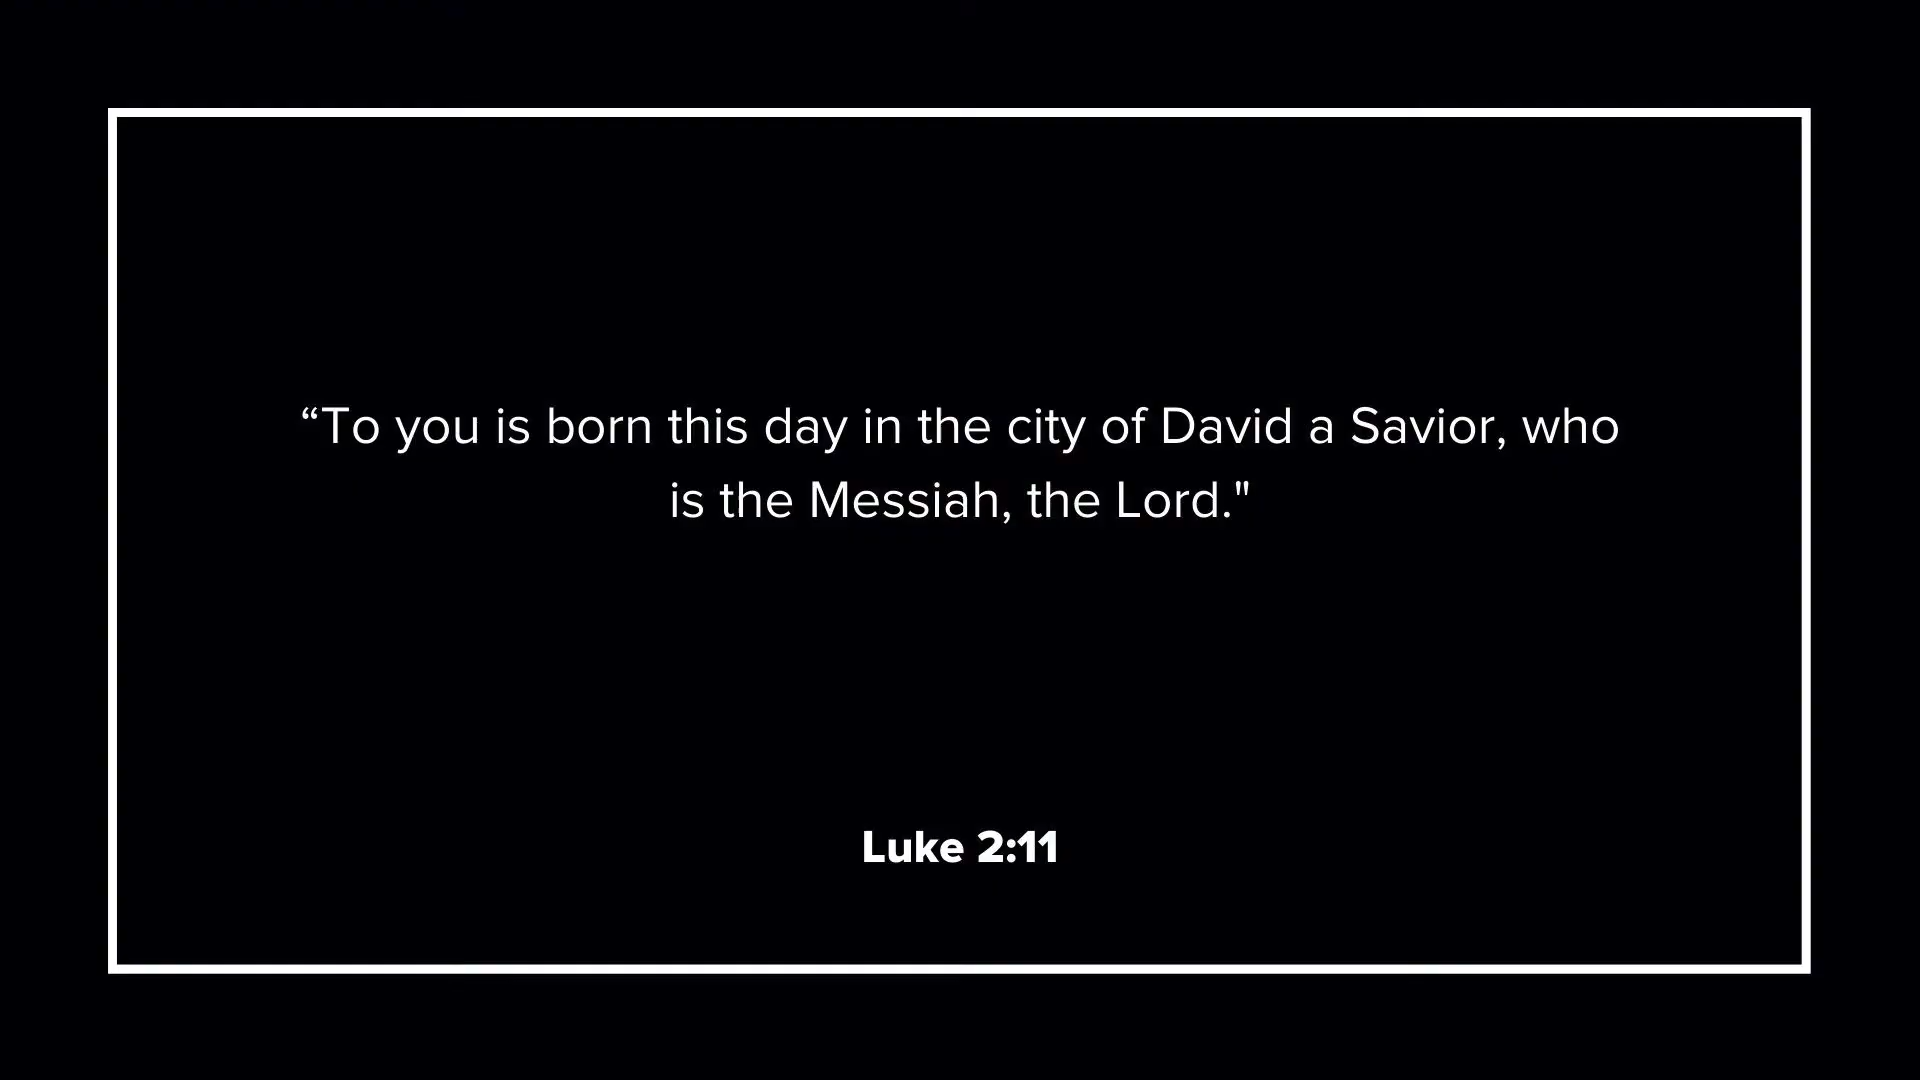 “To you is born this day in the city of David a Savior, who
is the Messiah, the Lord."
Luke 2:11